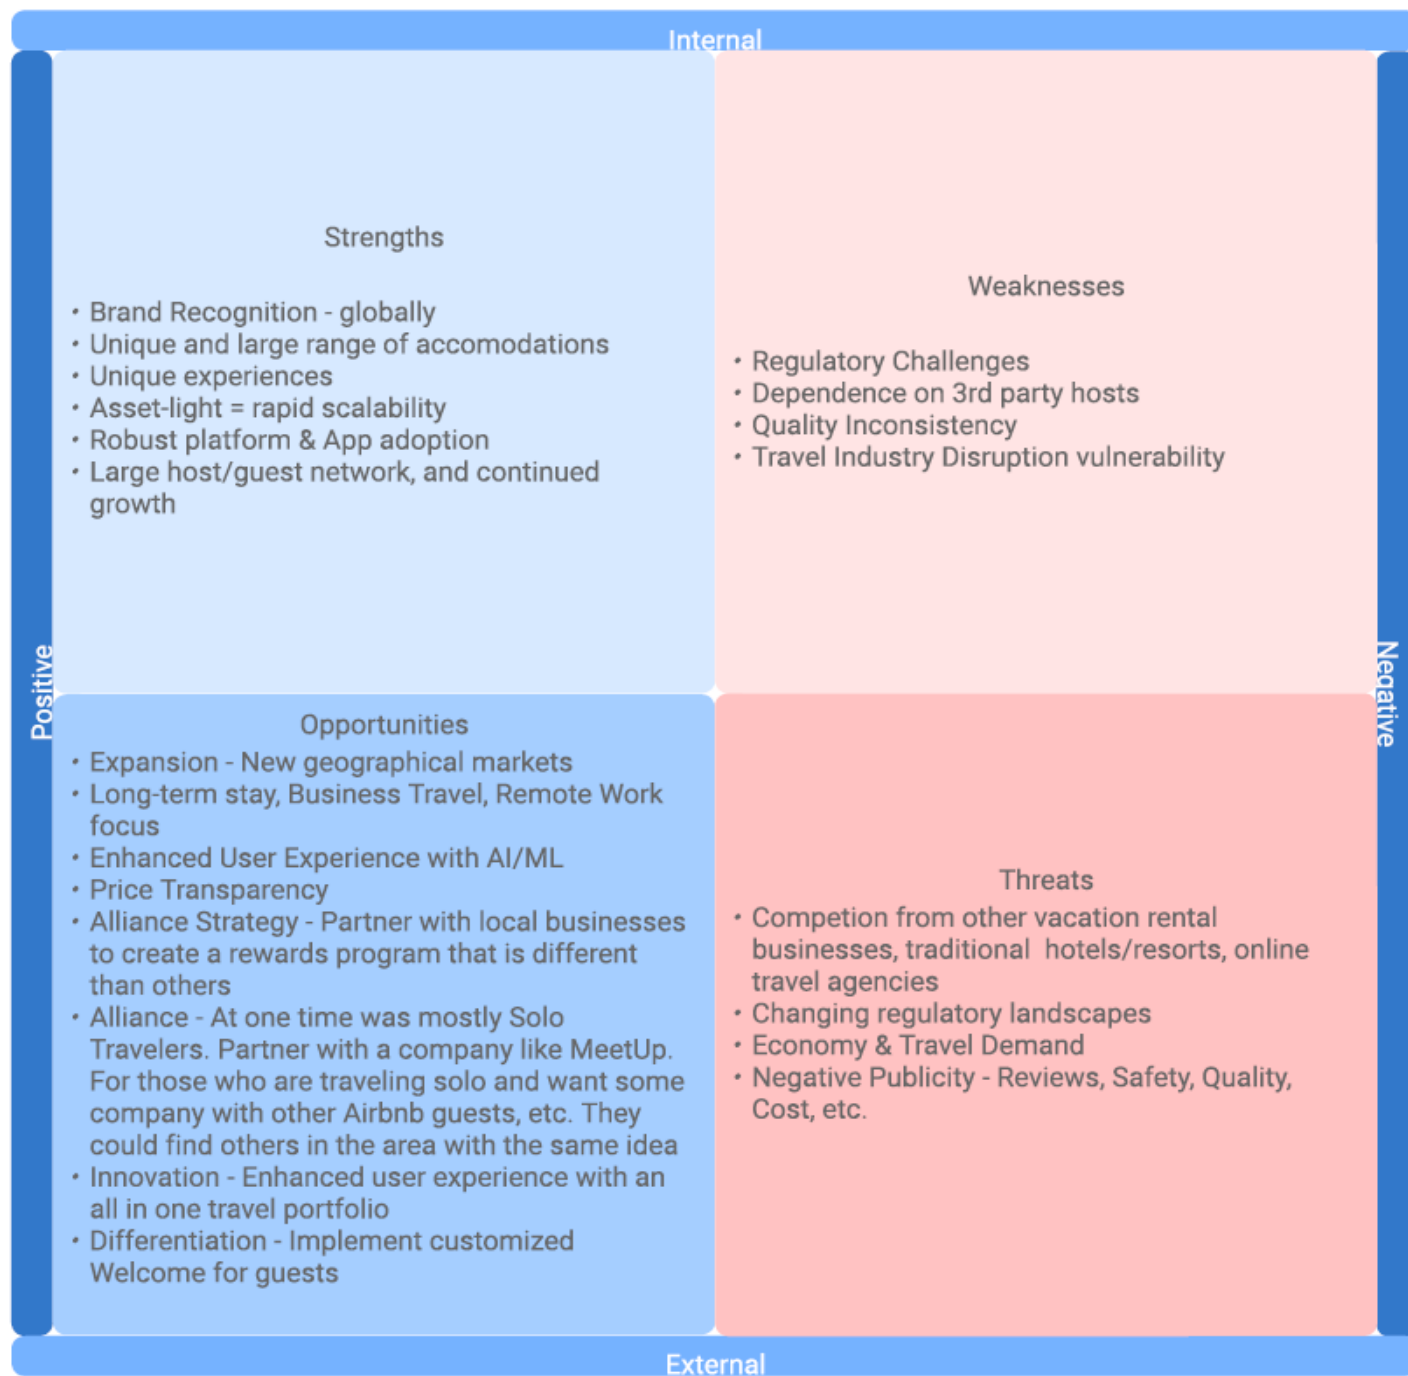 Internal
Positive
Negative
Strengths
• Brand Recognition - globally
• Unique and large range of accomodations
• Unique experiences
• Asset-light = rapid scalability
• Robust platform & App adoption
• Large host/guest network, and continued
growth
Weaknesses
• Regulatory Challenges
• Dependence on 3rd party hosts
• Quality Inconsistency
• Travel Industry Disruption vulnerability
Opportunities
• Expansion - New geographical markets
• Long-term stay, Business Travel, Remote Work
focus
• Enhanced User Experience with AI/ML
• Price Transparency
• Alliance Strategy - Partner with local businesses
to create a rewards program that is different
than others
• Alliance - At one time was mostly Solo
Travelers. Partner with a company like MeetUp.
For those who are traveling solo and want some
company with other Airbnb guests, etc. They
could find others in the area with the same idea
• Innovation - Enhanced user experience with an
all in one travel portfolio
• Differentiation - Implement customized
Welcome for guests
Threats
• Competion from other vacation rental
businesses, traditional  hotels/resorts, online
travel agencies
• Changing regulatory landscapes
• Economy & Travel Demand
• Negative Publicity - Reviews, Safety, Quality,
Cost, etc.
External